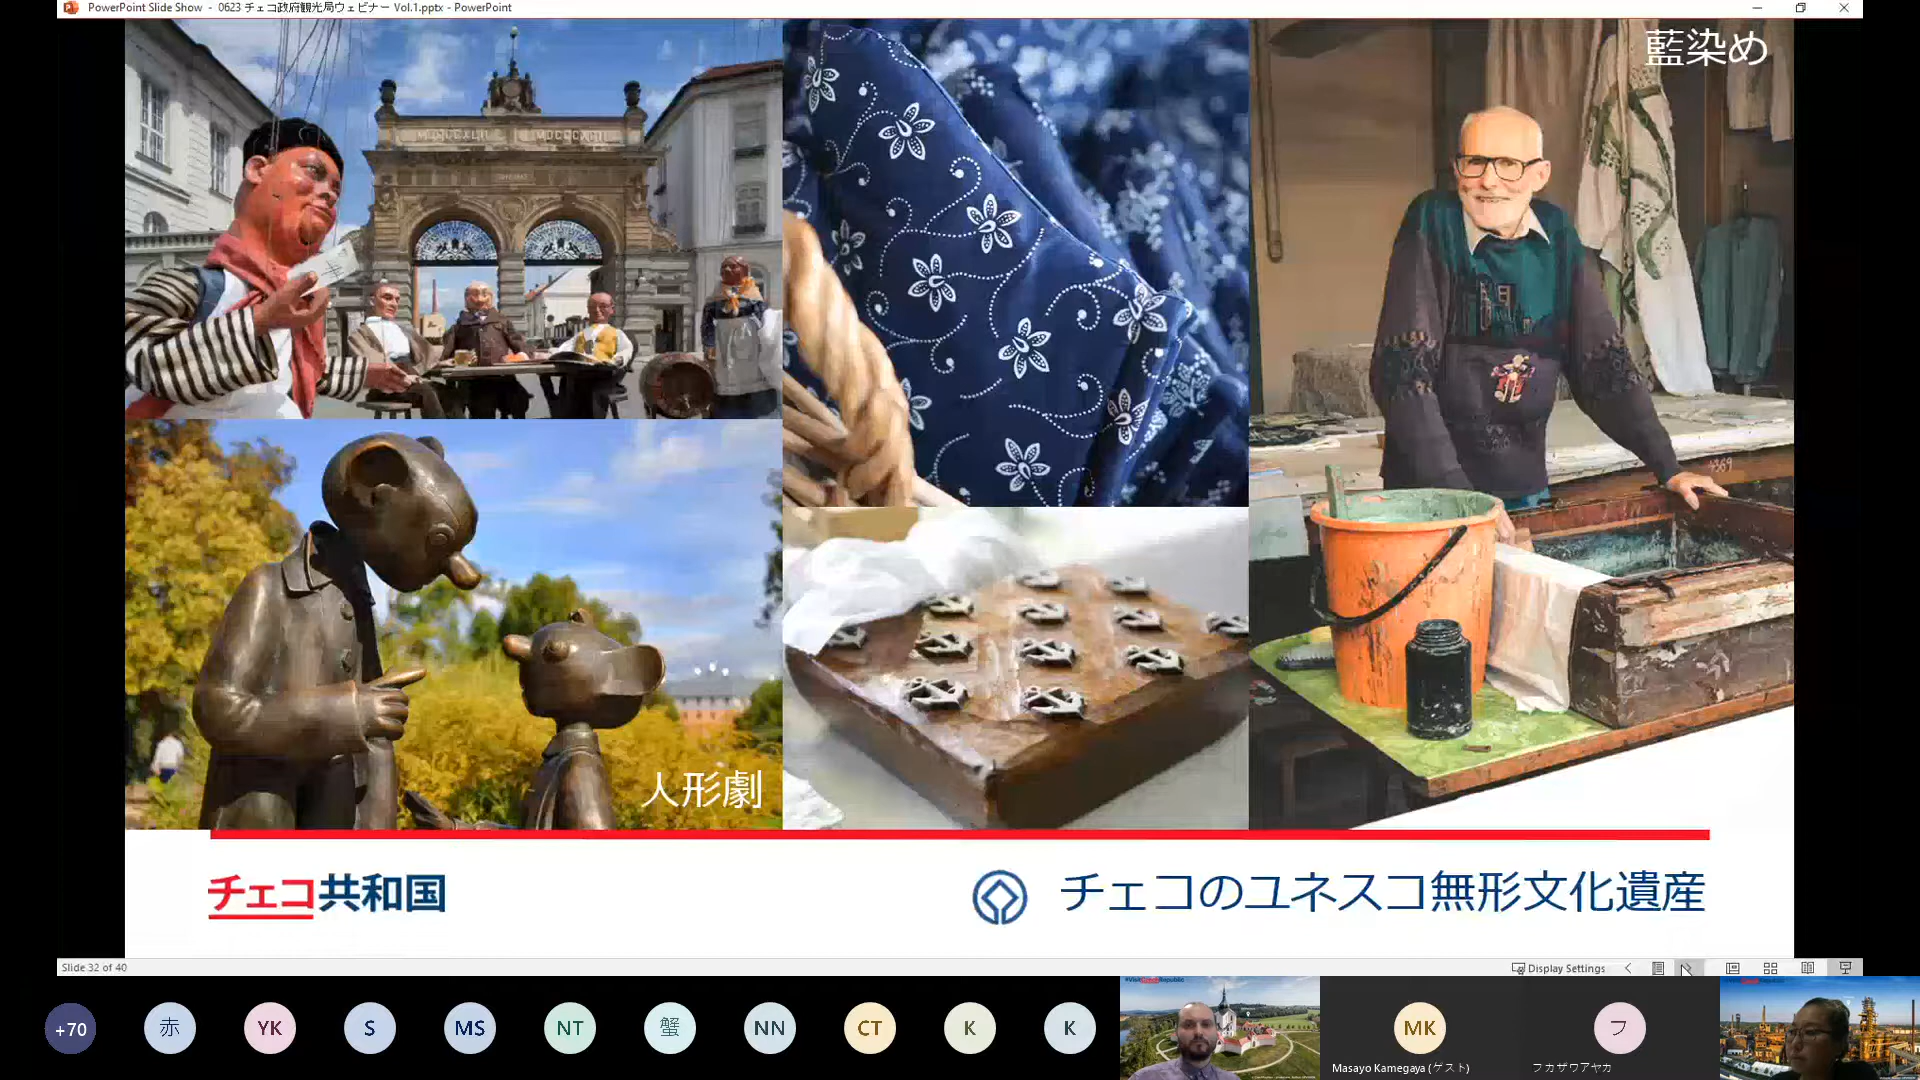 PowerPoint Slide Show - 0623 チェコ政府観光局ウェビナー Vol.1.pptx - PowerPoint
藍染め
4369
人形劇
チェコ共和国
チェコのユネスコ無形文化遺産
Slide 32 of 40
Display Settings
+70
赤
YK
S
MS
NT
蟹
NN
CT
K
K
MK
フ
Masayo Kamegaya (ゲスト)
フカザワアヤカ